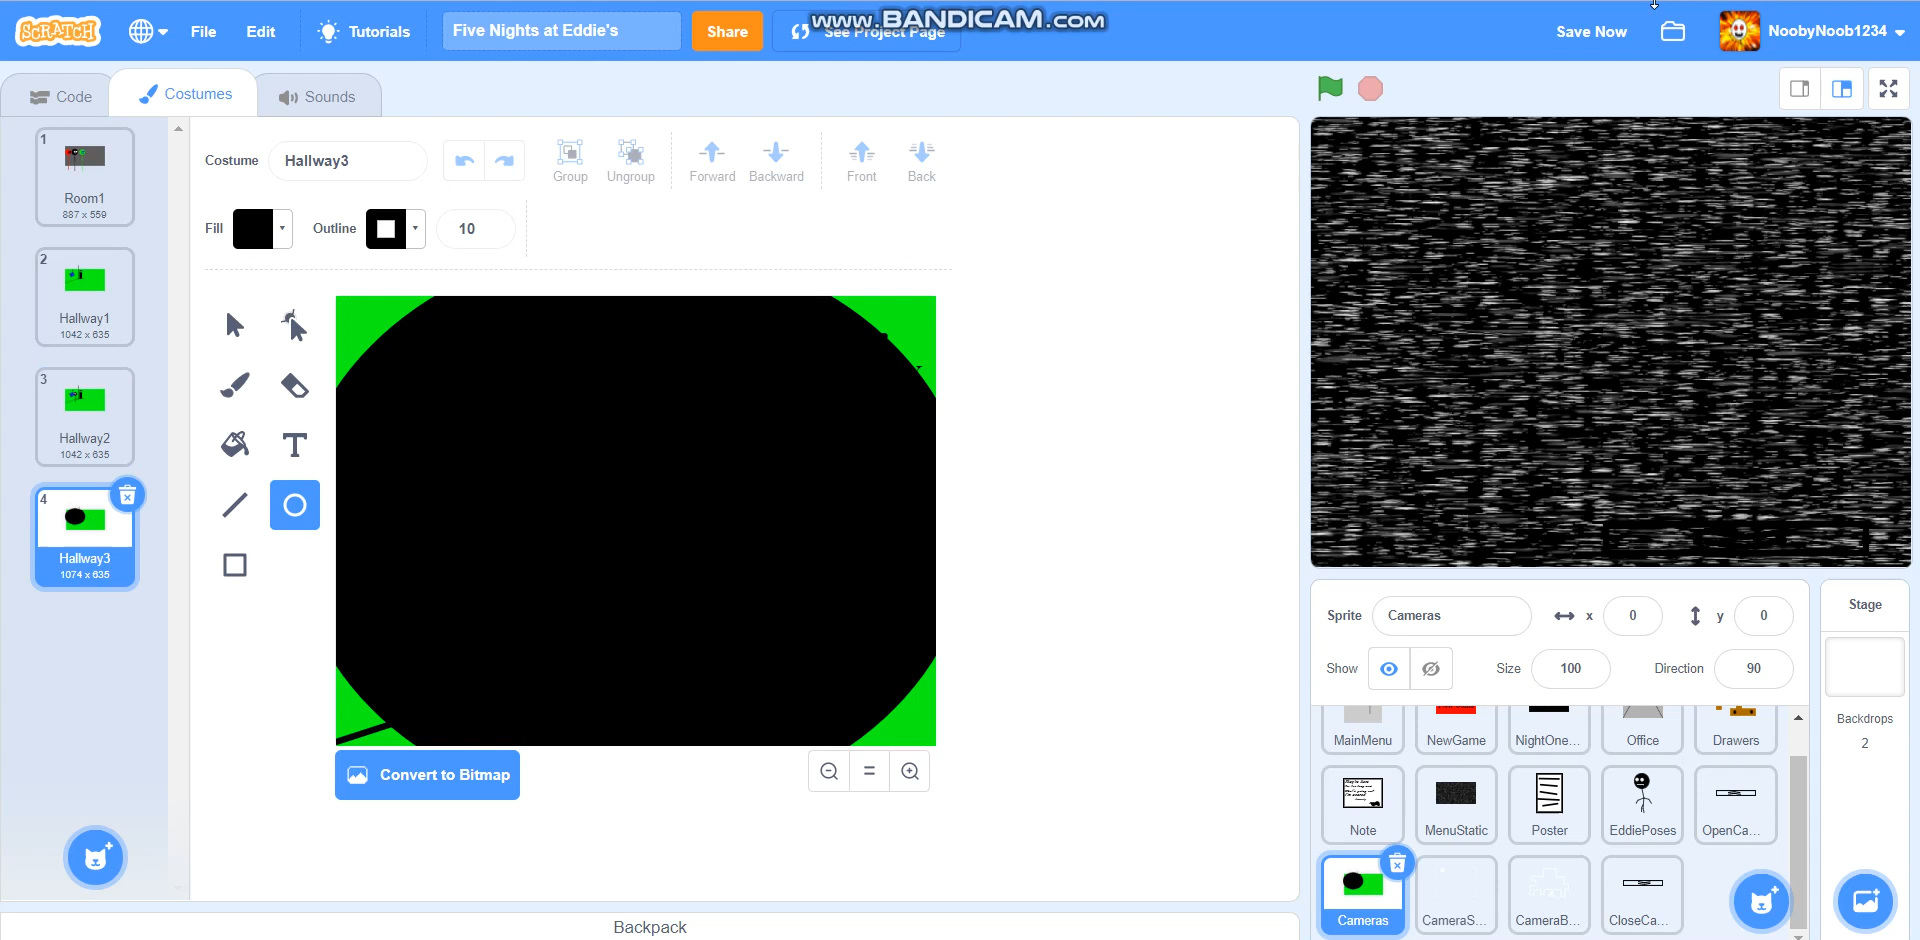 SCRATCH
File
Edit
Tutorials
Five Nights at Eddie's
Share
See Project Page
www.BANDICAM.com
Save Now
NoobyNoob1234
Code
Costumes
Sounds
1
Room1
887 x 559
2
Hallway1
1042 x 635
3
Hallway2
1042 x 635
4
Hallway3
1074 x 635
Costume
Hallway3
Group
Ungroup
Forward
Backward
Front
Back
Fill
Outline
10
T
Convert to Bitmap
Backpack
Sprite
Cameras
x
0
y
0
Show
Size
100
Direction
90
Stage
Backdrops
2
MainMenu
NewGame
NightOne...
Office
Drawers
Note
MenuStatic
Poster
EddiePoses
OpenCa...
Cameras
CameraS...
CameraB...
CloseCa...